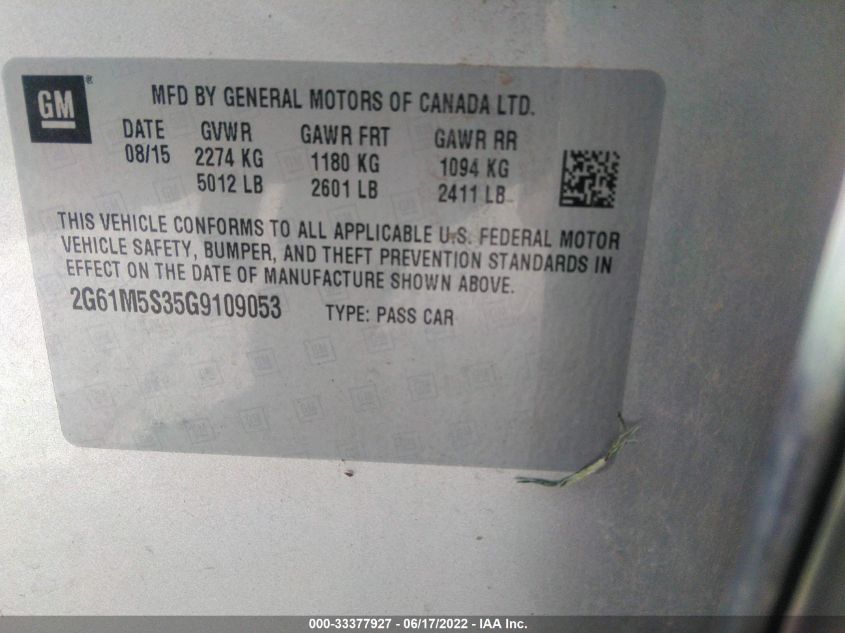 GM ®
MFD BY GENERAL MOTORS OF CANADA LTD.
DATE GVWR GAWR FRT GAWR RR
08/15 2274 KG 1180 KG 1094 KG
5012 LB 2601 LB 2411 LB
THIS VEHICLE CONFORMS TO ALL APPLICABLE U.S. FEDERAL MOTOR
VEHICLE SAFETY, BUMPER, AND THEFT PREVENTION STANDARDS IN
EFFECT ON THE DATE OF MANUFACTURE SHOWN ABOVE.
2G61M5S35G9109053 TYPE: PASS CAR
000-33377927 - 06/17/2022 - IAA Inc.